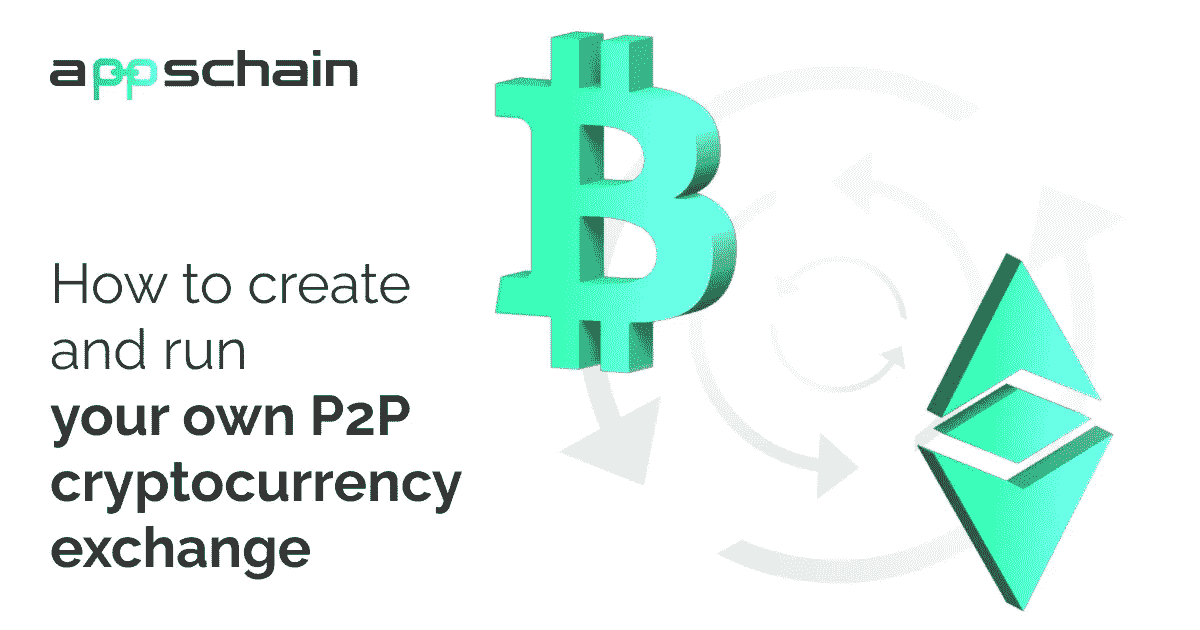 appschain
How to create
and run
your own P2P
cryptocurrency
exchange